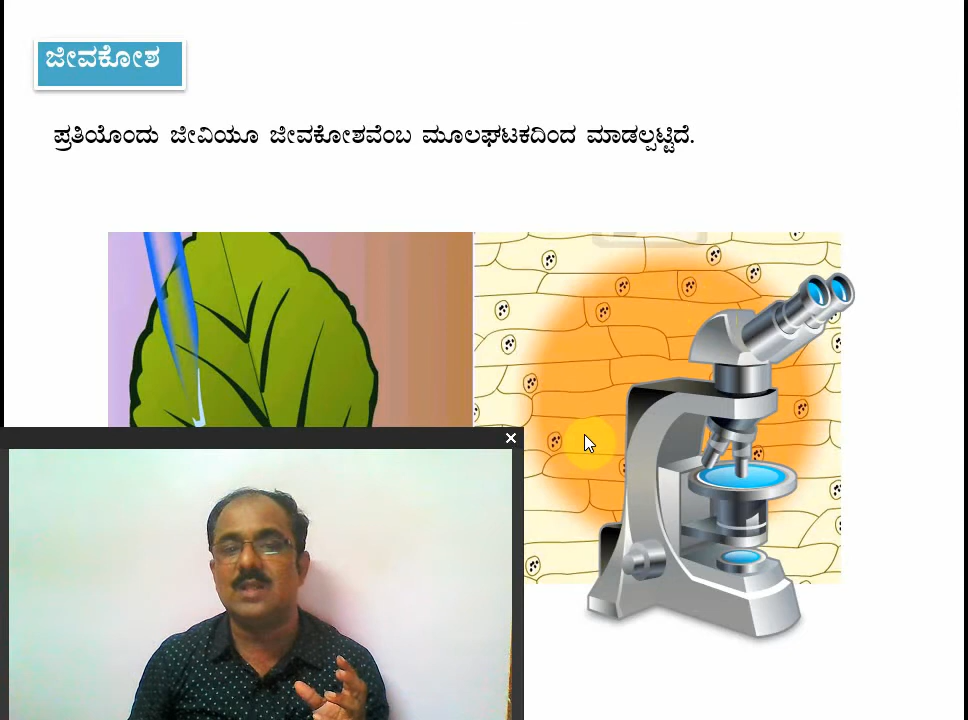 ಜೀವಕೋಶ
ಪ್ರತಿಯೊಂದು ಜೀವಿಯೂ ಜೀವಕೋಶವೆಂಬ ಮೂಲಘಟಕದಿಂದ ಮಾಡಲ್ಪಟ್ಟಿದೆ.